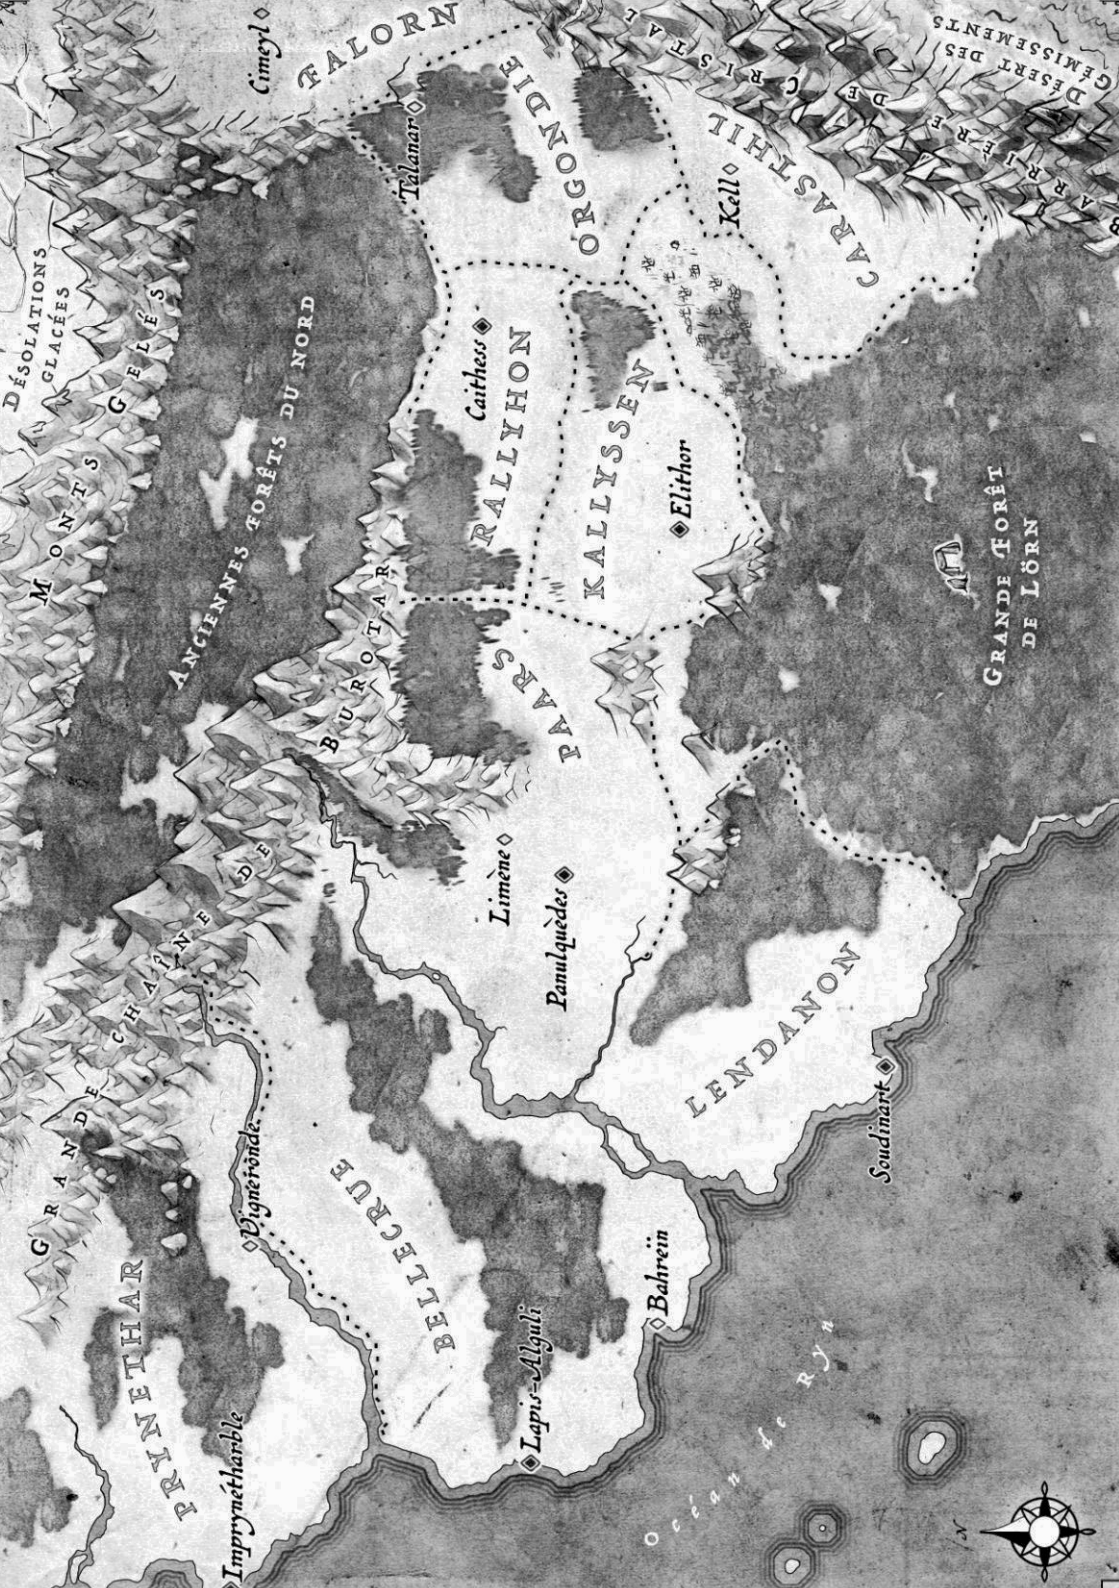 DÉSOLATIONS
GLACÉES
MONTS GELÉS
ANCIENNES FORÊTS DU NORD
Cimeyl
FALORN
Talanar
ORGONDIE
BARRIÈRE DE CRISTAL
DÉSERT DES
GÉMISSEMENTS
CARASTHIL
Kell
Caithess
RALLYHON
KALLYSSEN
Elithor
GRANDE FORÊT
DE LÖRN
GRANDE CHAÎNE DE BUROTAR
PAARS
Limène
Panulquèdes
LENDANON
Soudinart
PRYNETHAR
Vigneronde
BELLECRUE
Bahreïn
Lapis-Alguli
Imprynétharble
Océan de Ryn
N